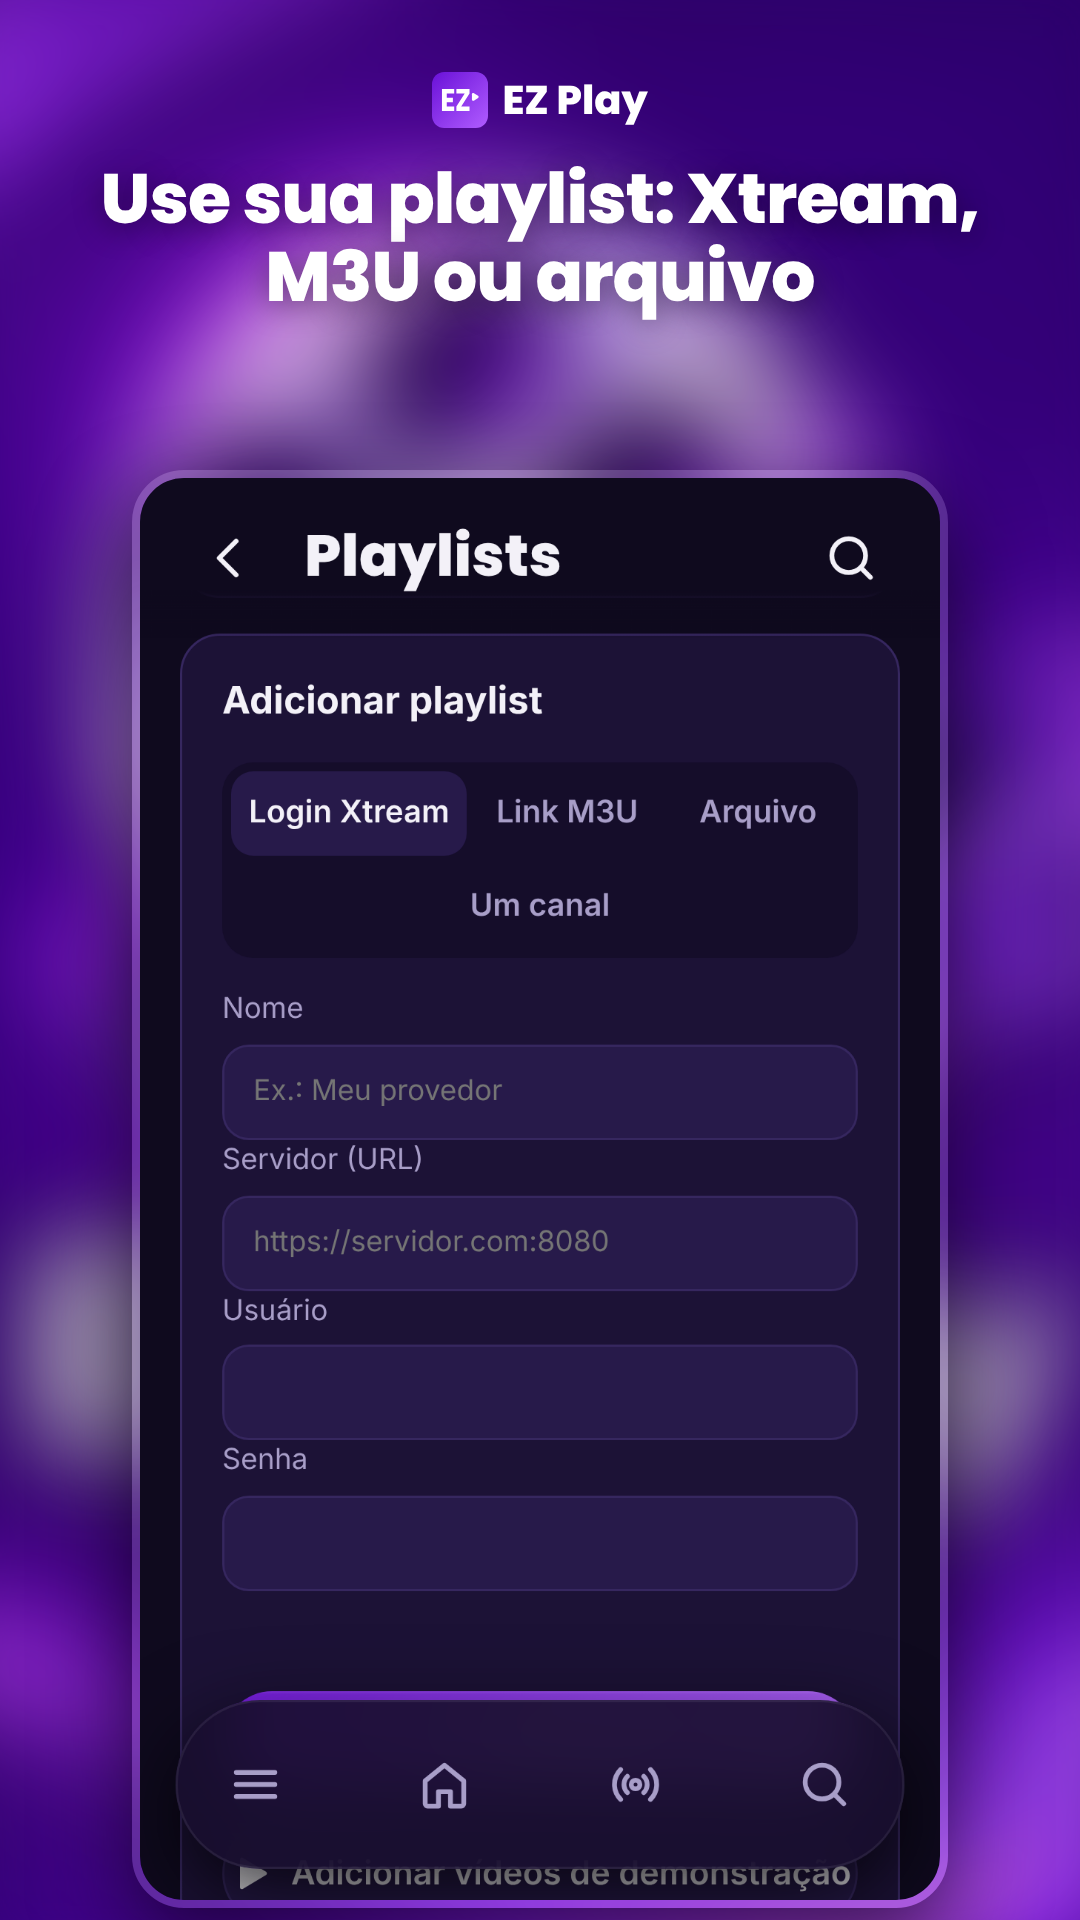 EZ
EZ Play
Use sua playlist: Xtream,
M3U ou arquivo
Playlists
Adicionar playlist
Login Xtream
Link M3U
Arquivo
Um canal
Nome
Ex.: Meu provedor
Servidor (URL)
https://servidor.com:8080
Usuário
Senha
Adicionar vídeos de demonstração